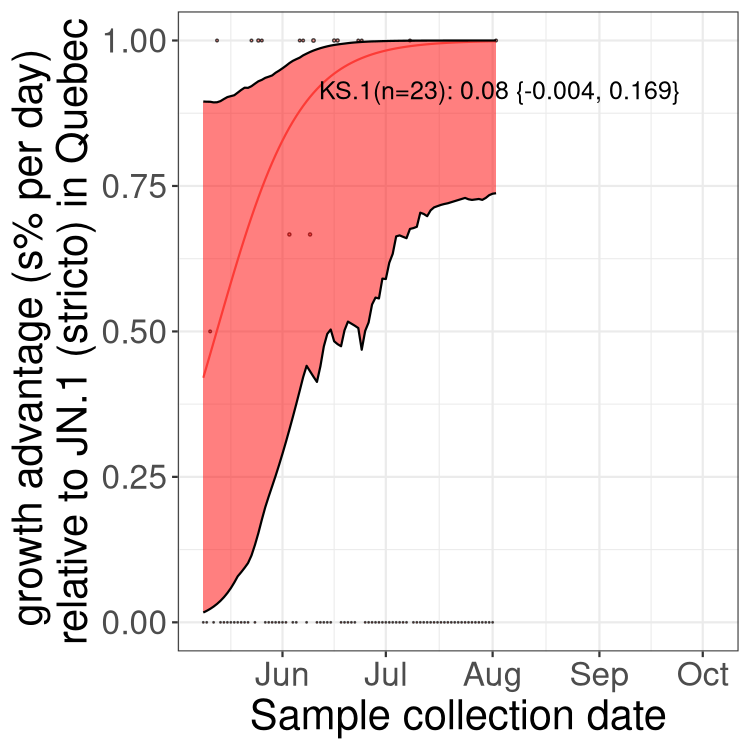 growth advantage (s% per day)
relative to JN.1 (stricto) in Quebec
1.00
0.75
0.50
0.25
0.00
KS.1(n=23): 0.08 {-0.004, 0.169}
Jun Jul Aug Sep Oct
Sample collection date